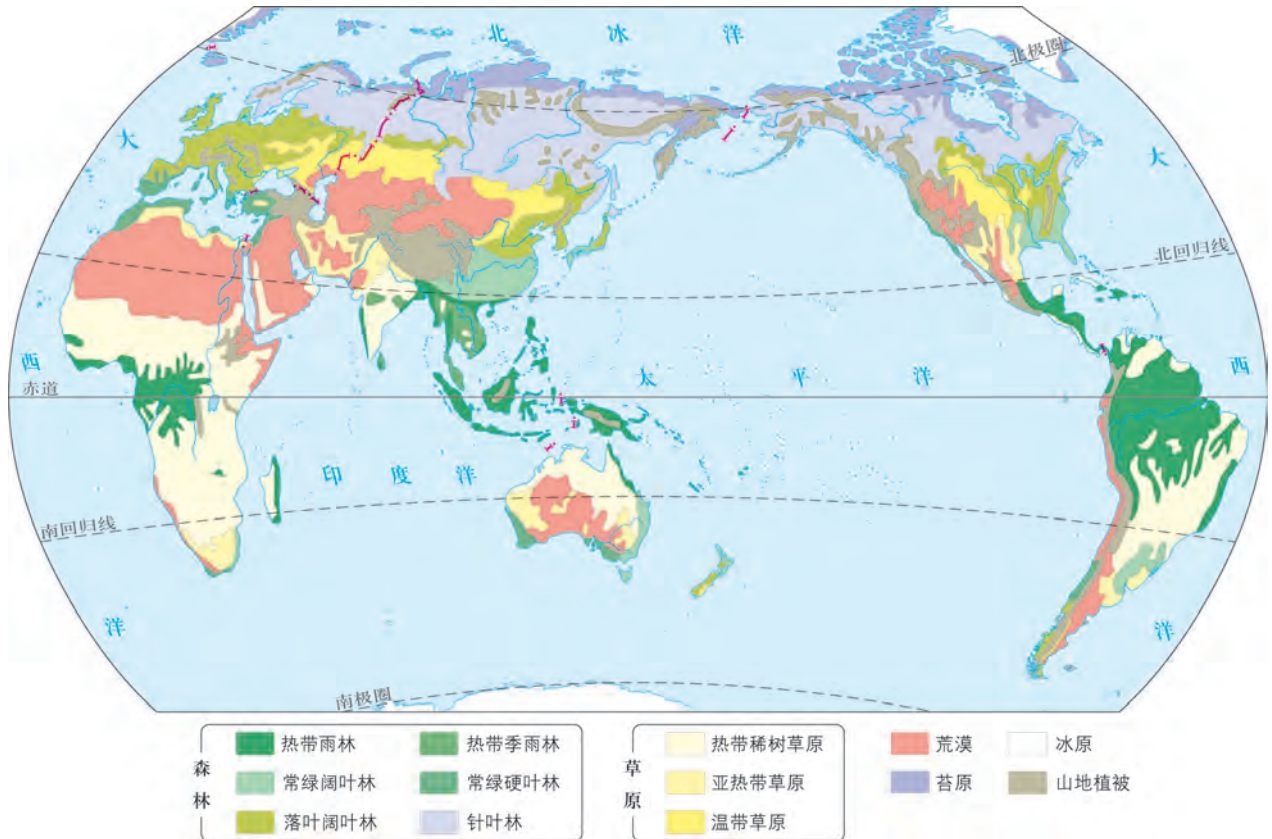 北冰洋
北极圈
大
大
北回归线
西
太平洋
西
赤道
印度洋
南回归线
洋
洋
南极圈
森林
热带雨林
热带季雨林
常绿阔叶林
常绿硬叶林
落叶阔叶林
针叶林
草原
热带稀树草原
亚热带草原
温带草原
荒漠
冰原
苔原
山地植被